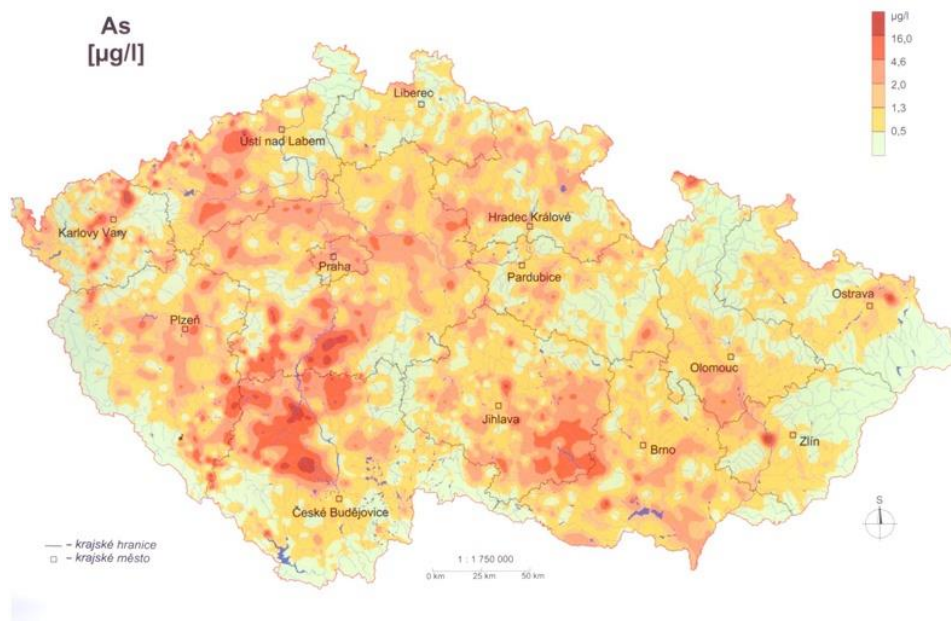 As
[µg/l]
µg/l
16,0
4,6
2,0
1,3
0,5
Liberec
Ústí nad Labem
Karlovy Vary
Hradec Králové
Praha
Pardubice
Ostrava
Plzeň
Olomouc
Jihlava
Zlín
Brno
České Budějovice
S
– krajské hranice
– krajské město
1 : 1 750 000
0 km 25 km 50 km